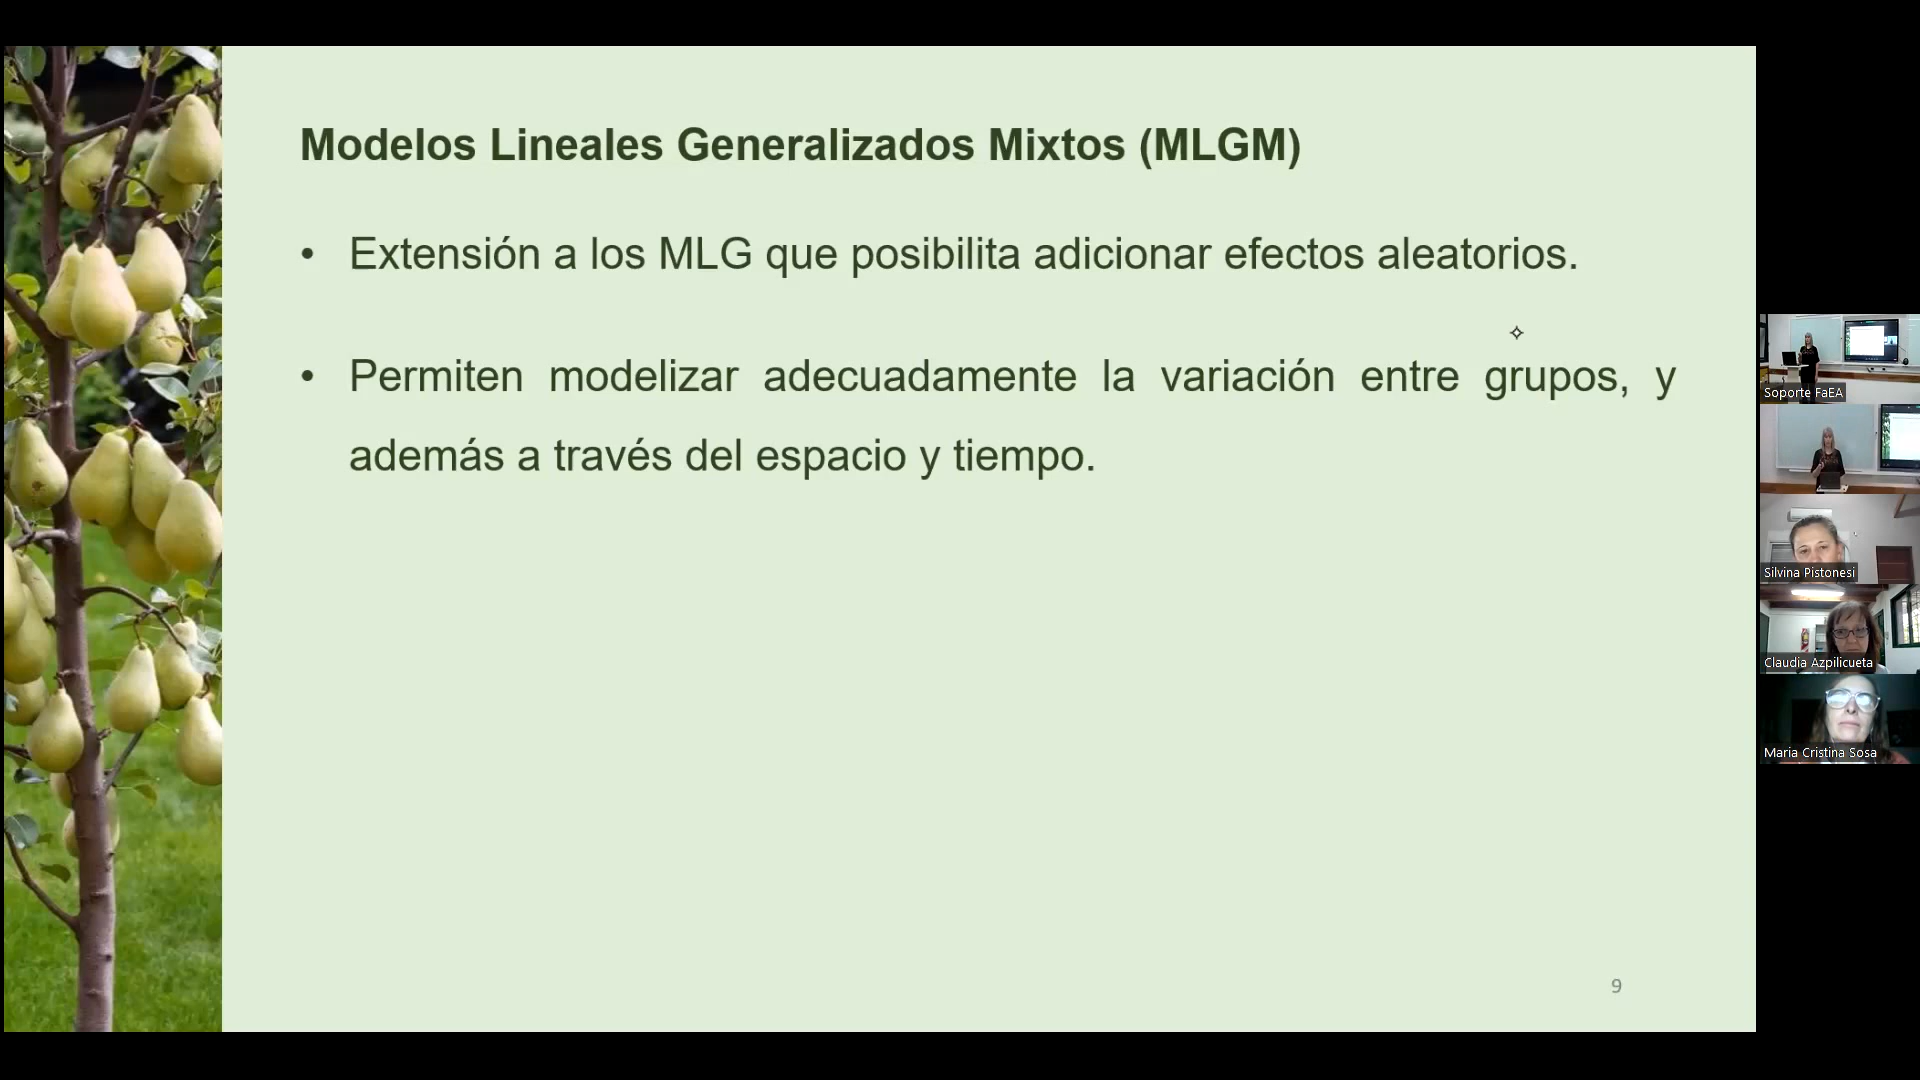 Modelos Lineales Generalizados Mixtos (MLGM)
• Extensión a los MLG que posibilita adicionar efectos aleatorios.
• Permiten modelizar adecuadamente la variación entre grupos, y
además a través del espacio y tiempo.
9
Soporte FaEA
Silvina Pistonesi
Claudia Azpilicueta
Maria Cristina Sosa